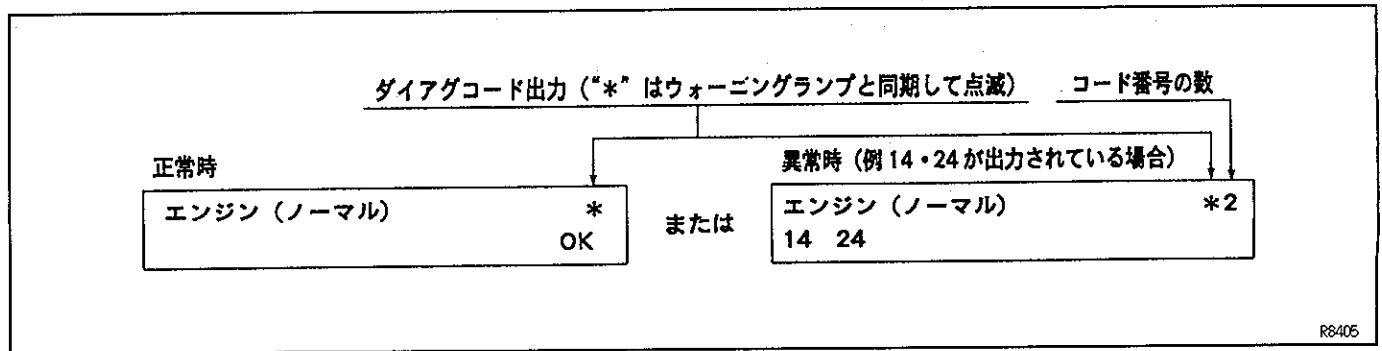 ダイアグコード出力（“*”はウォーニングランプと同期して点滅） コード番号の数
正常時
異常時（例14・24が出力されている場合）
エンジン（ノーマル） *
OK
または
エンジン（ノーマル） *2
14 24
R8405